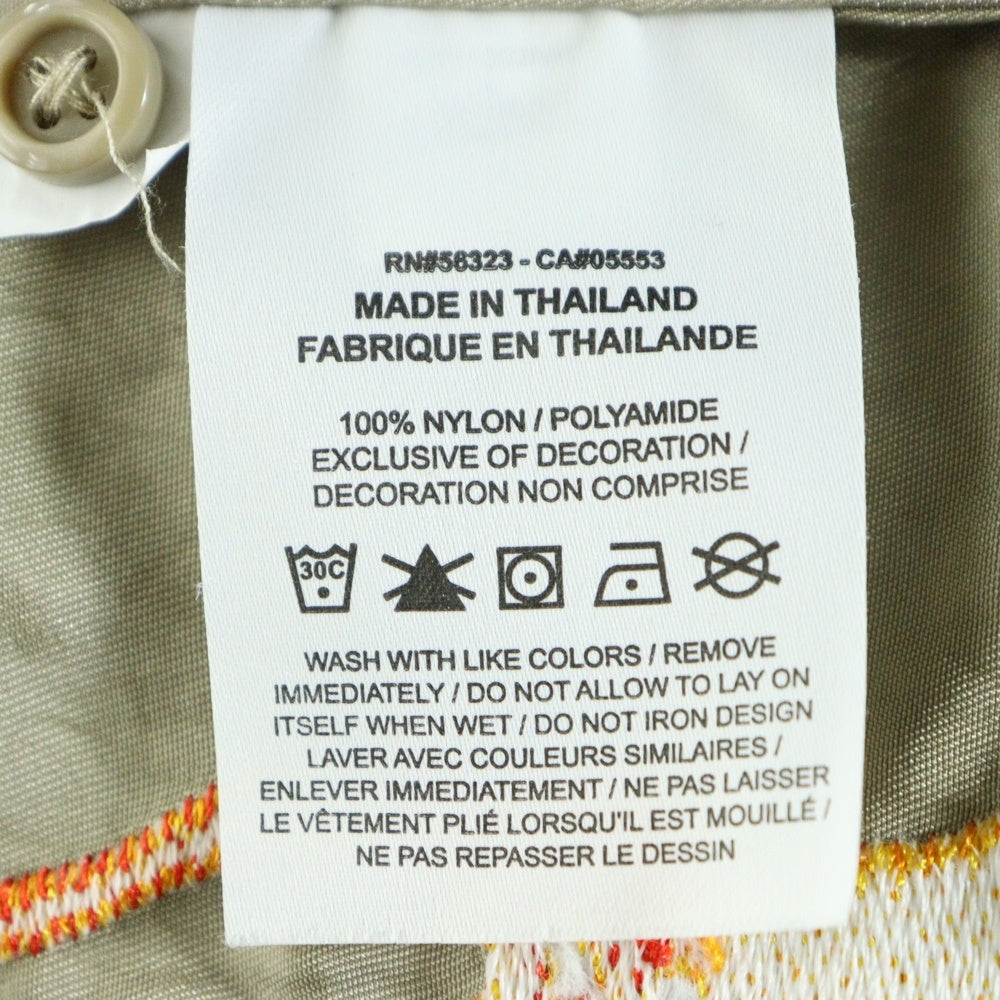 RN#56323 - CA#05553
MADE IN THAILAND
FABRIQUE EN THAILANDE
100% NYLON / POLYAMIDE
EXCLUSIVE OF DECORATION /
DECORATION NON COMPRISE
30C
WASH WITH LIKE COLORS / REMOVE
IMMEDIATELY / DO NOT ALLOW TO LAY ON
ITSELF WHEN WET / DO NOT IRON DESIGN
LAVER AVEC COULEURS SIMILAIRES /
ENLEVER IMMEDIATEMENT / NE PAS LAISSER
LE VÊTEMENT PLIÉ LORSQU'IL EST MOUILLÉ /
NE PAS REPASSER LE DESSIN